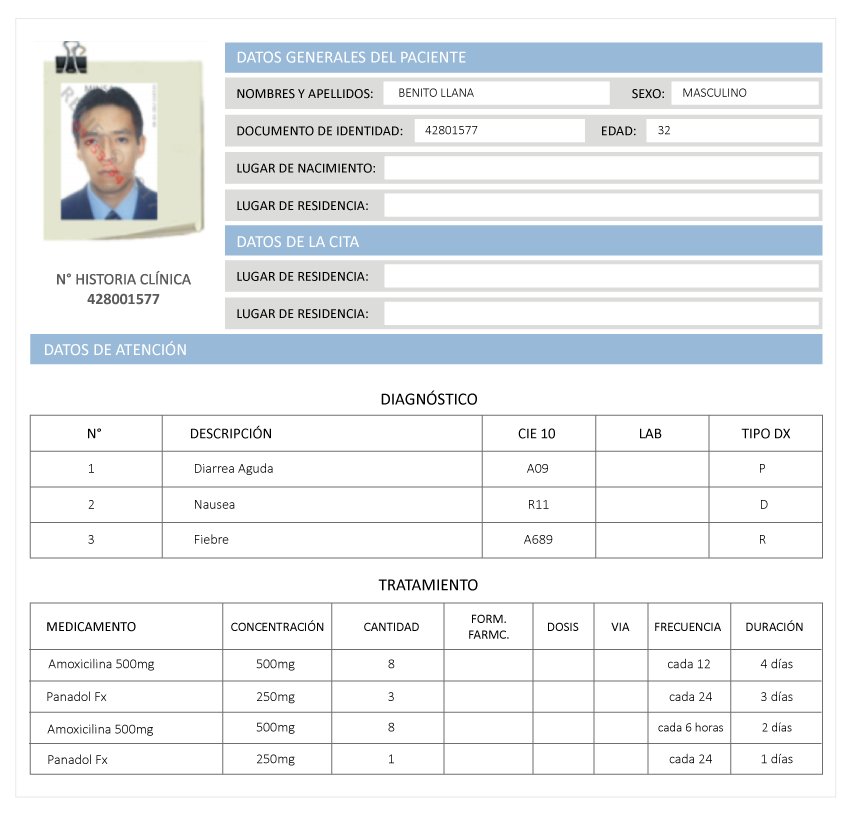 DATOS GENERALES DEL PACIENTE
NOMBRES Y APELLIDOS: BENITO LLANA SEXO: MASCULINO
DOCUMENTO DE IDENTIDAD: 42801577 EDAD: 32
LUGAR DE NACIMIENTO:
LUGAR DE RESIDENCIA:
DATOS DE LA CITA
LUGAR DE RESIDENCIA:
LUGAR DE RESIDENCIA:
N° HISTORIA CLÍNICA
428001577
DATOS DE ATENCIÓN
DIAGNÓSTICO
N° DESCRIPCIÓN CIE 10 LAB TIPO DX
1 Diarrea Aguda A09 P
2 Nausea R11 D
3 Fiebre A689 R
TRATAMIENTO
MEDICAMENTO CONCENTRACIÓN CANTIDAD FORM. FARMC. DOSIS VIA FRECUENCIA DURACIÓN
Amoxicilina 500mg 500mg 8 cada 12 4 días
Panadol Fx 250mg 3 cada 24 3 días
Amoxicilina 500mg 500mg 8 cada 6 horas 2 días
Panadol Fx 250mg 1 cada 24 1 días